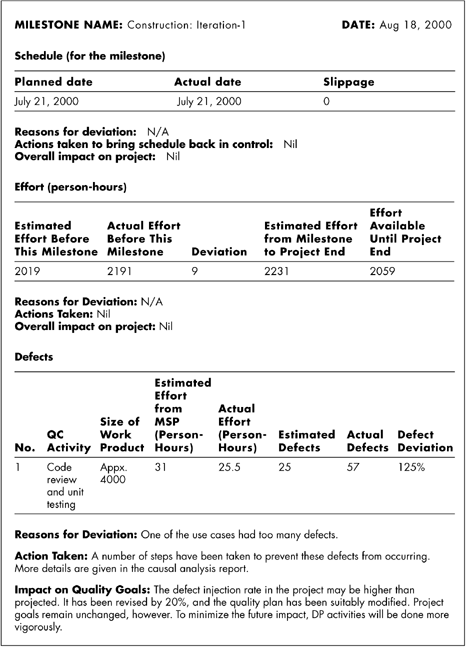 MILESTONE NAME: Construction: Iteration-1 DATE: Aug 18, 2000
Schedule (for the milestone)
Planned date Actual date Slippage
July 21, 2000 July 21, 2000 0
Reasons for deviation: N/A
Actions taken to bring schedule back in control: Nil
Overall impact on project: Nil
Effort (person-hours)
Effort
Estimated Actual Effort Estimated Effort Available
Effort Before Before This from Milestone Until Project
This Milestone Milestone Deviation to Project End End
2019 2191 9 2231 2059
Reasons for Deviation: N/A
Actions Taken: Nil
Overall impact on project: Nil
Defects
Estimated
Effort
from Actual
Size of MSP Effort
QC Work (Person- (Person- Estimated Actual Defect
No. Activity Product Hours) Hours) Defects Defects Deviation
1 Code Appx. 31 25.5 25 57 125%
review 4000
and unit
testing
Reasons for Deviation: One of the use cases had too many defects.
Action Taken: A number of steps have been taken to prevent these defects from occurring.
More details are given in the causal analysis report.
Impact on Quality Goals: The defect injection rate in the project may be higher than
projected. It has been revised by 20%, and the quality plan has been suitably modified. Project
goals remain unchanged, however. To minimize the future impact, DP activities will be done more
vigorously.